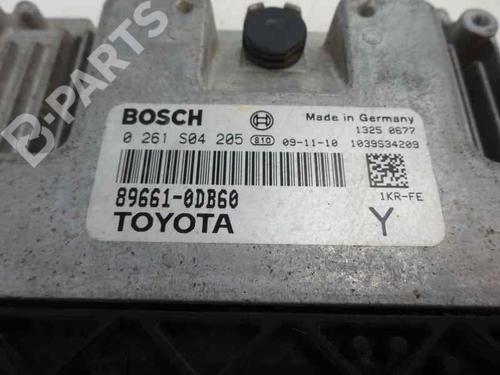 B-PARTS
BOSCH Made in Germany
1325 0677
0 261 S04 205 810 09-11-10 1039S34209
89661-0DB60 1KR-FE
TOYOTA Y